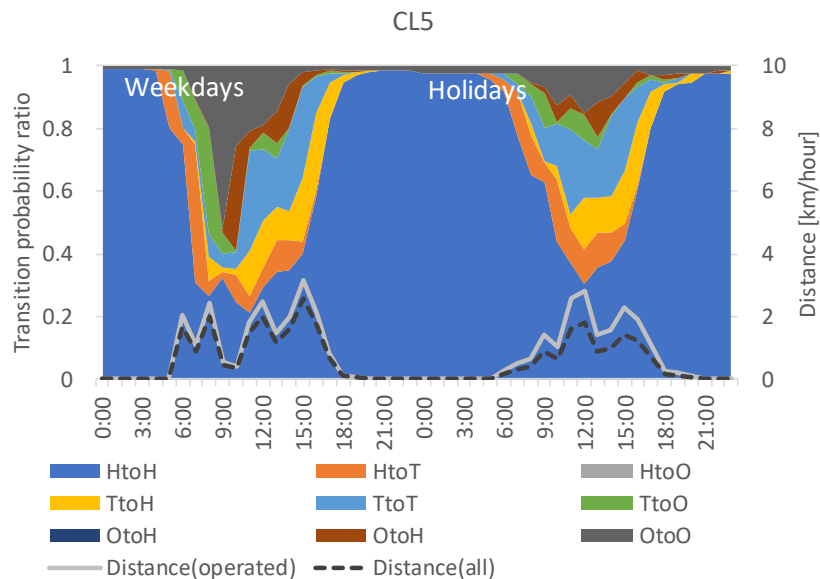 CL5
1
0.8
0.6
0.4
0.2
0
Transition probability ratio
Weekdays
Holidays
10
8
6
4
2
0
Distance [km/hour]
0:00 3:00 6:00 9:00 12:00 15:00 18:00 21:00 0:00 3:00 6:00 9:00 12:00 15:00 18:00 21:00
HtoH HtoT HtoO
TtoH TtoT TtoO
OtoH OtoH OtoO
Distance(operated) Distance(all)